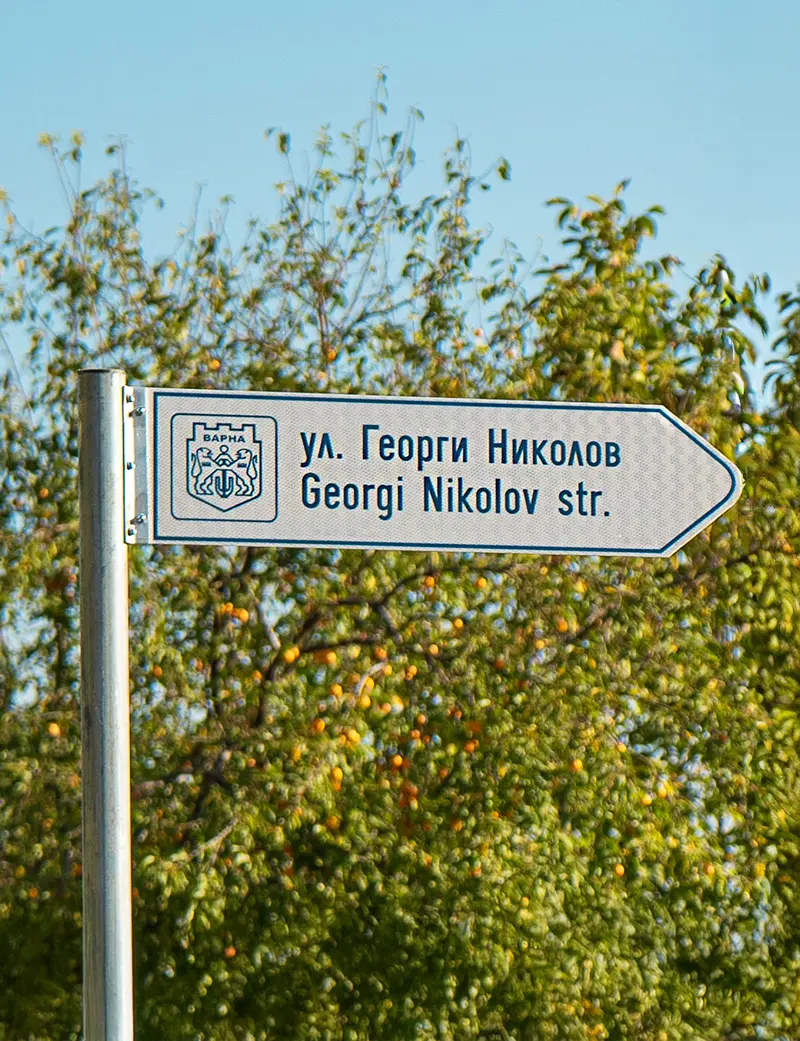 ВАРНА
ул. Георги Николов
Georgi Nikolov str.